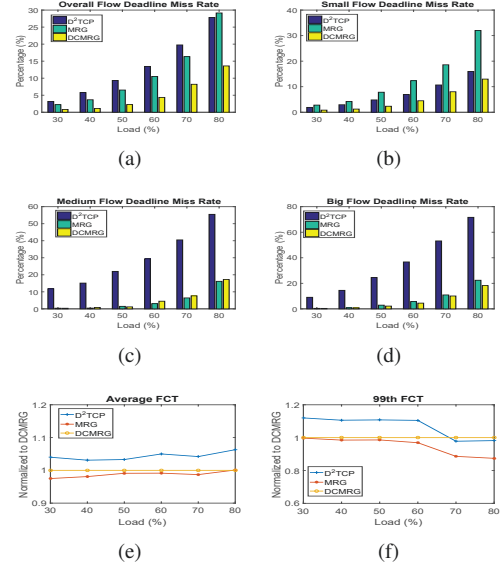 Overall Flow Deadline Miss Rate
Percentage (%)
30
25
20
15
10
5
0
D²TCP
MRG
DCMRG
30 40 50 60 70 80
Load (%)
(a)
Small Flow Deadline Miss Rate
Percentage (%)
40
30
20
10
0
D²TCP
MRG
DCMRG
30 40 50 60 70 80
Load (%)
(b)
Medium Flow Deadline Miss Rate
Percentage (%)
60
50
40
30
20
10
0
D²TCP
MRG
DCMRG
30 40 50 60 70 80
Load (%)
(c)
Big Flow Deadline Miss Rate
Percentage (%)
80
60
40
20
0
D²TCP
MRG
DCMRG
30 40 50 60 70 80
Load (%)
(d)
Average FCT
Normalized to DCMRG
1.2
1.1
1
0.9
D²TCP
MRG
DCMRG
30 40 50 60 70 80
Load (%)
(e)
99th FCT
Normalized to DCMRG
1.2
1
0.8
0.6
D²TCP
MRG
DCMRG
30 40 50 60 70 80
Load (%)
(f)